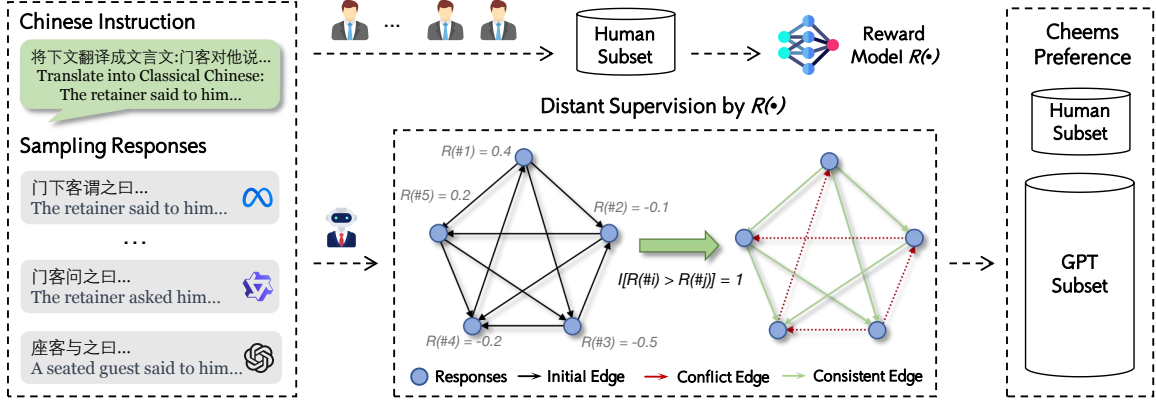 Chinese Instruction
将下文翻译成文言文:门客对他说...
Translate into Classical Chinese:
The retainer said to him...
Sampling Responses
门下客谓之曰...
The retainer said to him...
...
门客问之曰...
The retainer asked him...
座客与之曰...
A seated guest said to him...
...
Human
Subset
Reward
Model R(•)
Distant Supervision by R(•)
R(#1) = 0.4
R(#5) = 0.2
R(#2) = -0.1
R(#4) = -0.2
R(#3) = -0.5
I[R(#i) > R(#j)] = 1
Responses
Initial Edge
Conflict Edge
Consistent Edge
Cheems
Preference
Human
Subset
GPT
Subset